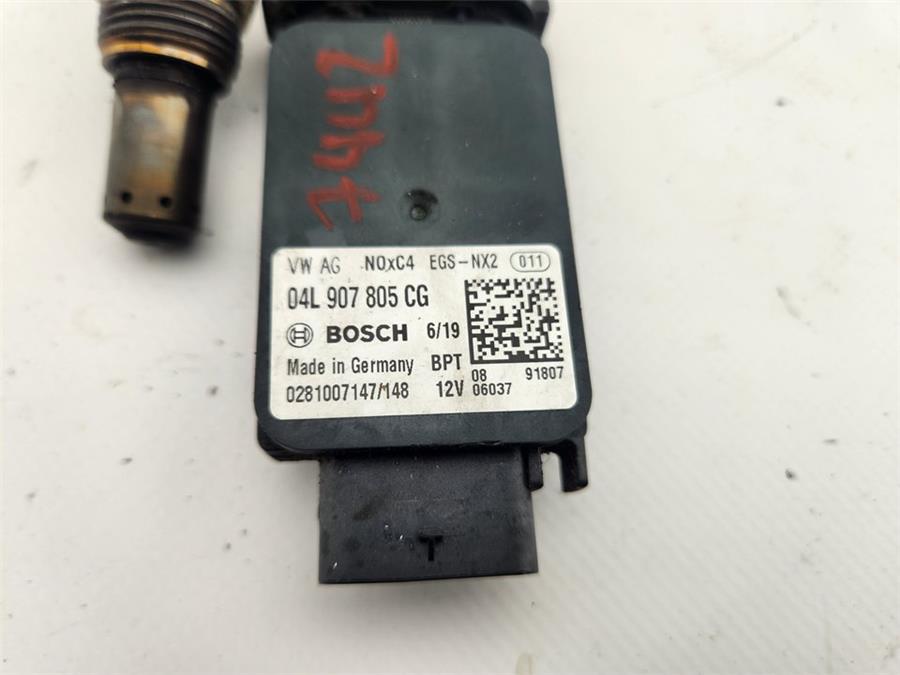 7442
VW AG NOxC4 EGS-NX2 011
04L 907 805 CG
BOSCH 6/19
Made in Germany BPT
08 91807
0281007147/148 12V 06037
T